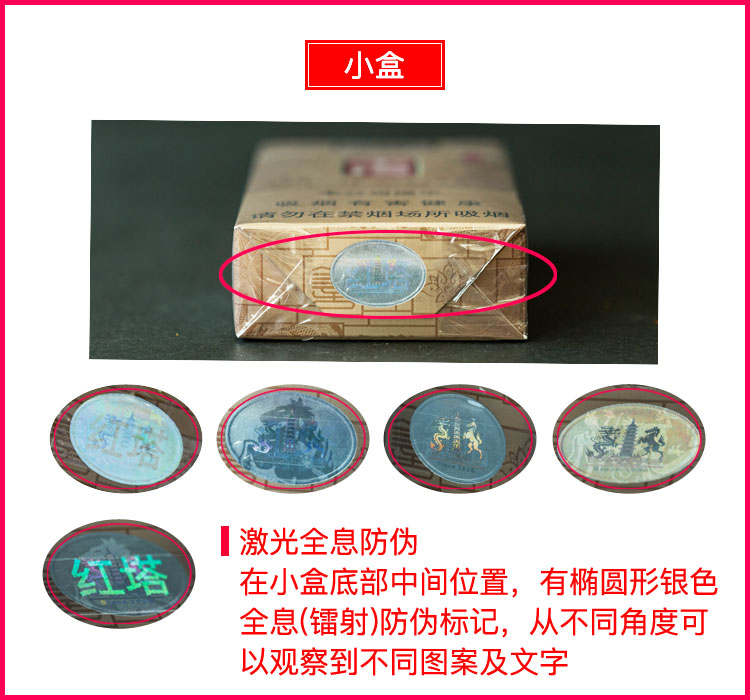 小盒
吸烟有害健康
请勿在禁烟场所吸烟
红塔
激光全息防伪
在小盒底部中间位置，有椭圆形银色
全息(镭射)防伪标记，从不同角度可
以观察到不同图案及文字